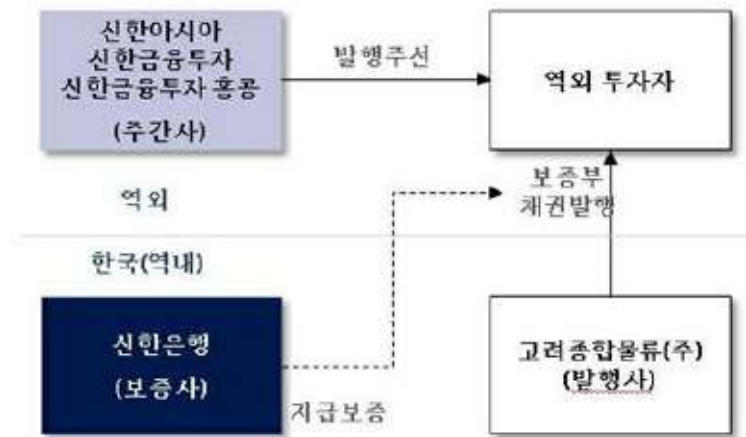 신한아시아
신한금융투자
신한금융투자 홍콩
(주간사)
발행주선
역외 투자자
보증부
채권발행
역외
한국(역내)
신한은행
(보증사)
지급보증
고려종합물류(주)
(발행사)